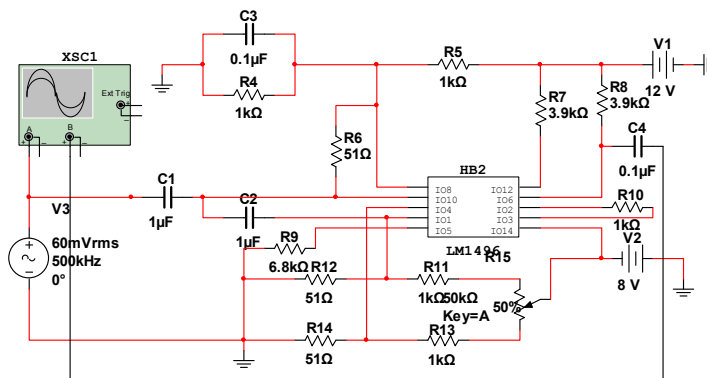 C3
0.1µF
R4
1kΩ
R5
1kΩ
V1
12 V
XSC1
Ext Trig
+
_
A
B
+
_
+
_
R7
3.9kΩ
R8
3.9kΩ
C4
0.1µF
R6
51Ω
HB2
IO8
IO10
IO4
IO1
IO5
IO12
IO6
IO2
IO3
IO14
LM1496
C1
1µF
C2
1µF
R10
1kΩ
V3
60mVrms
500kHz
0°
R9
6.8kΩ
R12
51Ω
R11
1kΩ
R15
50kΩ
50%
Key=A
V2
8 V
R14
51Ω
R13
1kΩ